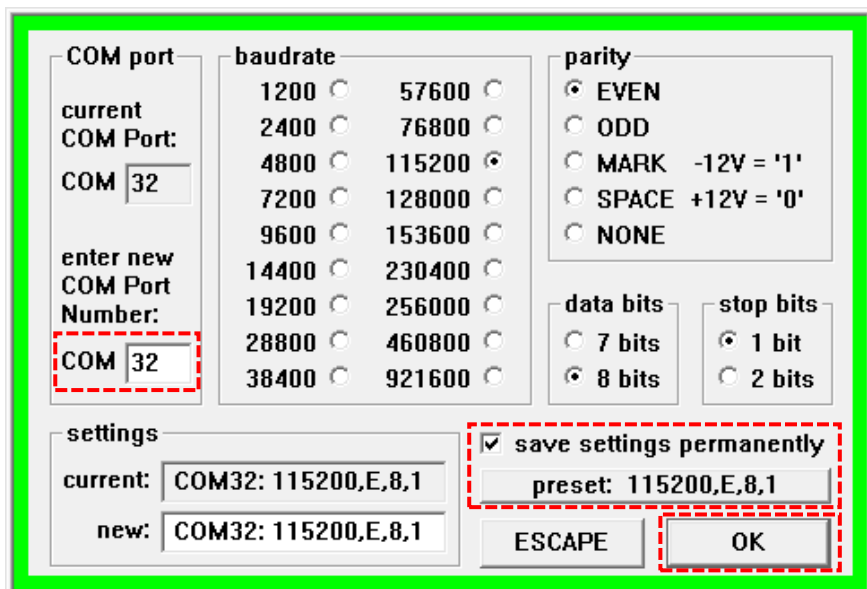 COM port
current
COM Port:
COM 32
enter new
COM Port
Number:
COM 32
baudrate
1200 57600
2400 76800
4800 115200
7200 128000
9600 153600
14400 230400
19200 256000
28800 460800
38400 921600
parity
EVEN
ODD
MARK -12V = '1'
SPACE +12V = '0'
NONE
data bits
7 bits
8 bits
stop bits
1 bit
2 bits
settings
current: COM32: 115200,E,8,1
new: COM32: 115200,E,8,1
save settings permanently
preset: 115200,E,8,1
ESCAPE
OK